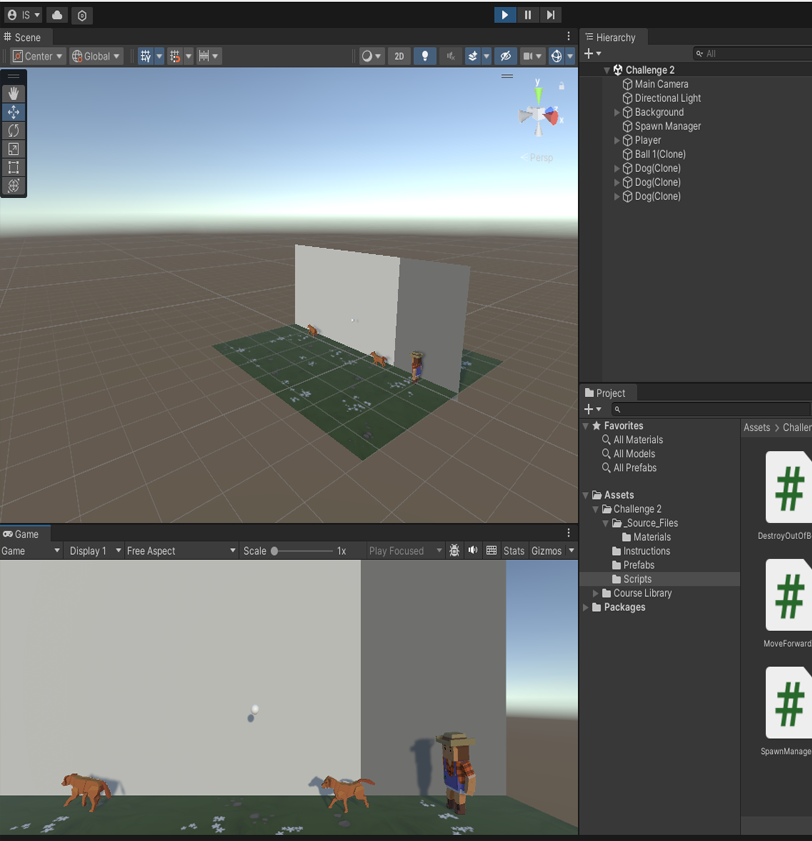 IS
Scene
Center
Global
2D
y
x
Persp
Game
Game
Display 1
Free Aspect
Scale
1x
Play Focused
Stats
Gizmos
Hierarchy
All
Challenge 2
Main Camera
Directional Light
Background
Spawn Manager
Player
Ball 1(Clone)
Dog(Clone)
Dog(Clone)
Dog(Clone)
Project
Favorites
All Materials
All Models
All Prefabs
Assets
Challenge 2
_Source_Files
Materials
Instructions
Prefabs
Scripts
Course Library
Packages
Assets > Challer
#
DestroyOutOfB
#
MoveForward
#
SpawnManage